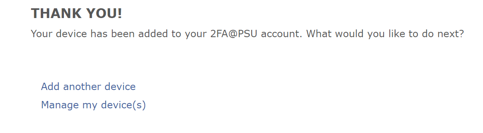 THANK YOU!
Your device has been added to your 2FA@PSU account. What would you like to do next?
Add another device
Manage my device(s)